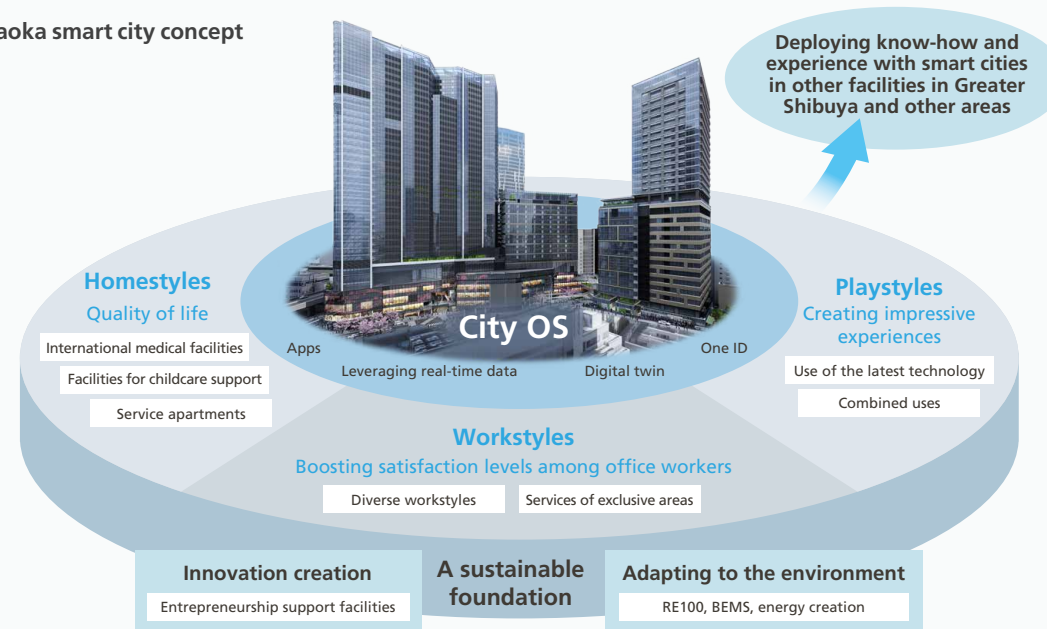 aoka smart city concept
Deploying know-how and
experience with smart cities
in other facilities in Greater
Shibuya and other areas
Homestyles
Quality of life
International medical facilities
Facilities for childcare support
Service apartments
City OS
Apps
Leveraging real-time data
Digital twin
One ID
Playstyles
Creating impressive
experiences
Use of the latest technology
Combined uses
Workstyles
Boosting satisfaction levels among office workers
Diverse workstyles
Services of exclusive areas
Innovation creation
Entrepreneurship support facilities
A sustainable
foundation
Adapting to the environment
RE100, BEMS, energy creation